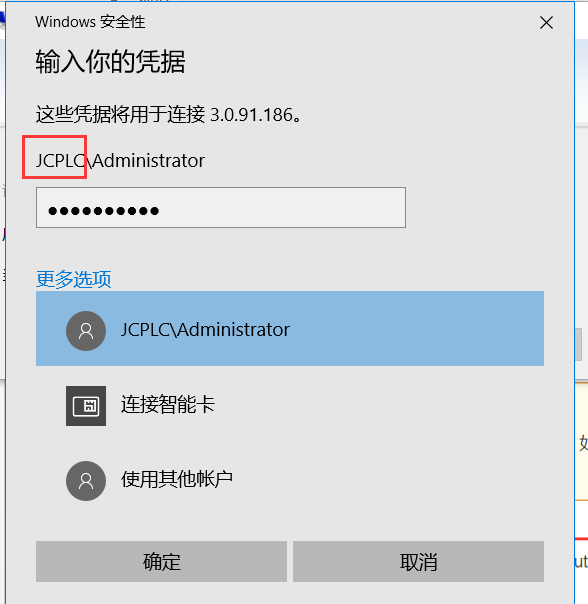 Windows 安全性
输入你的凭据
这些凭据将用于连接 3.0.91.186。
JCPLC\Administrator
●●●●●●●●●●
更多选项
JCPLC\Administrator
连接智能卡
使用其他帐户
确定
取消
ut